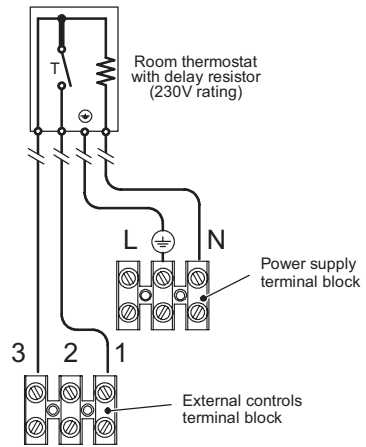 Room thermostat
with delay resistor
(230V rating)
T
L N
Power supply
terminal block
3 2 1
External controls
terminal block